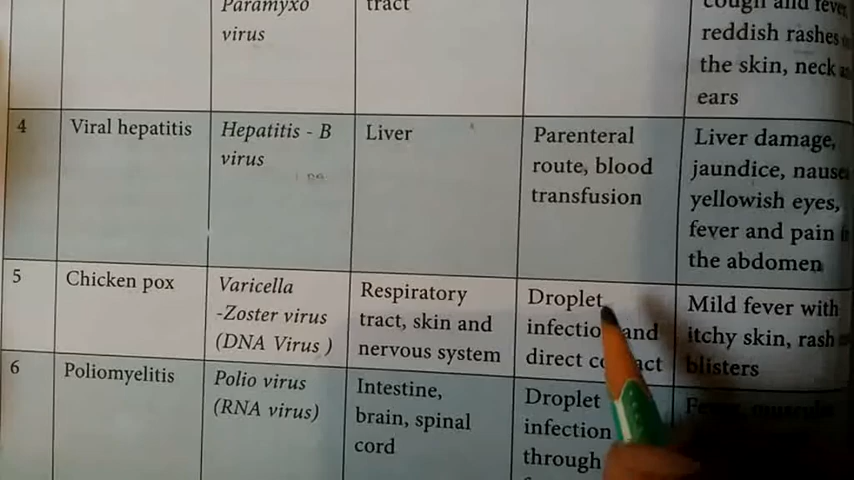 Paramyxo
virus
tract
cough and fever,
reddish rashes
the skin, neck
ears
4
Viral hepatitis
Hepatitis - B
virus
Liver
Parenteral
route, blood
transfusion
Liver damage,
jaundice,
yellowish eyes,
fever and pain
the abdomen
5
Chicken pox
Varicella
-Zoster virus
(DNA Virus )
Respiratory
tract, skin and
nervous system
Droplet
and
direct
Mild fever with
itchy skin, rash
blisters
6
Poliomyelitis
Polio virus
(RNA virus)
Intestine,
brain, spinal
cord
Droplet
infection
through